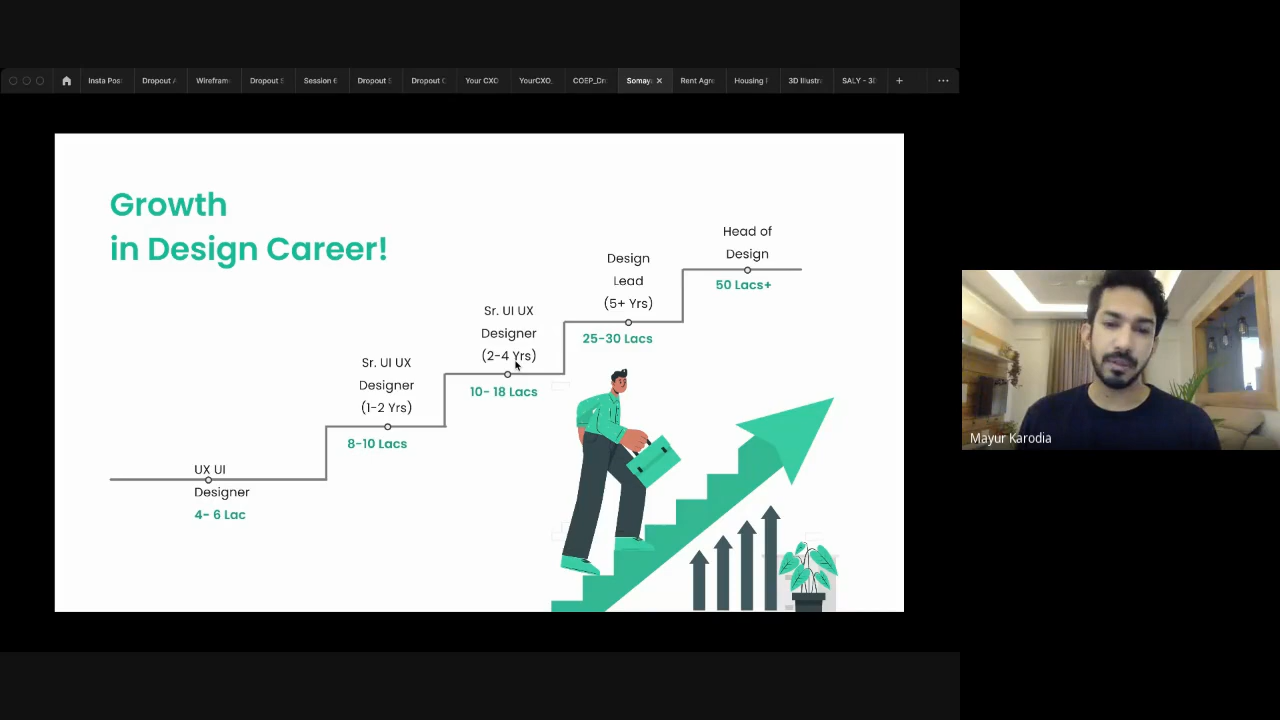 Insta Pos
Dropout A
Wirefram
Dropout S
Session 6
Dropout S
Dropout C
Your CXO
YourCXO.
COEP_Dr
Somay
Rent Agre
Housing
3D Illustr
SALY - 3D
Growth
in Design Career!
Head of
Design
50 Lacs+
Design
Lead
(5+ Yrs)
25-30 Lacs
Sr. UI UX
Designer
(2-4 Yrs)
10- 18 Lacs
Sr. UI UX
Designer
(1-2 Yrs)
8-10 Lacs
UX UI
Designer
4- 6 Lac
Mayur Karodia